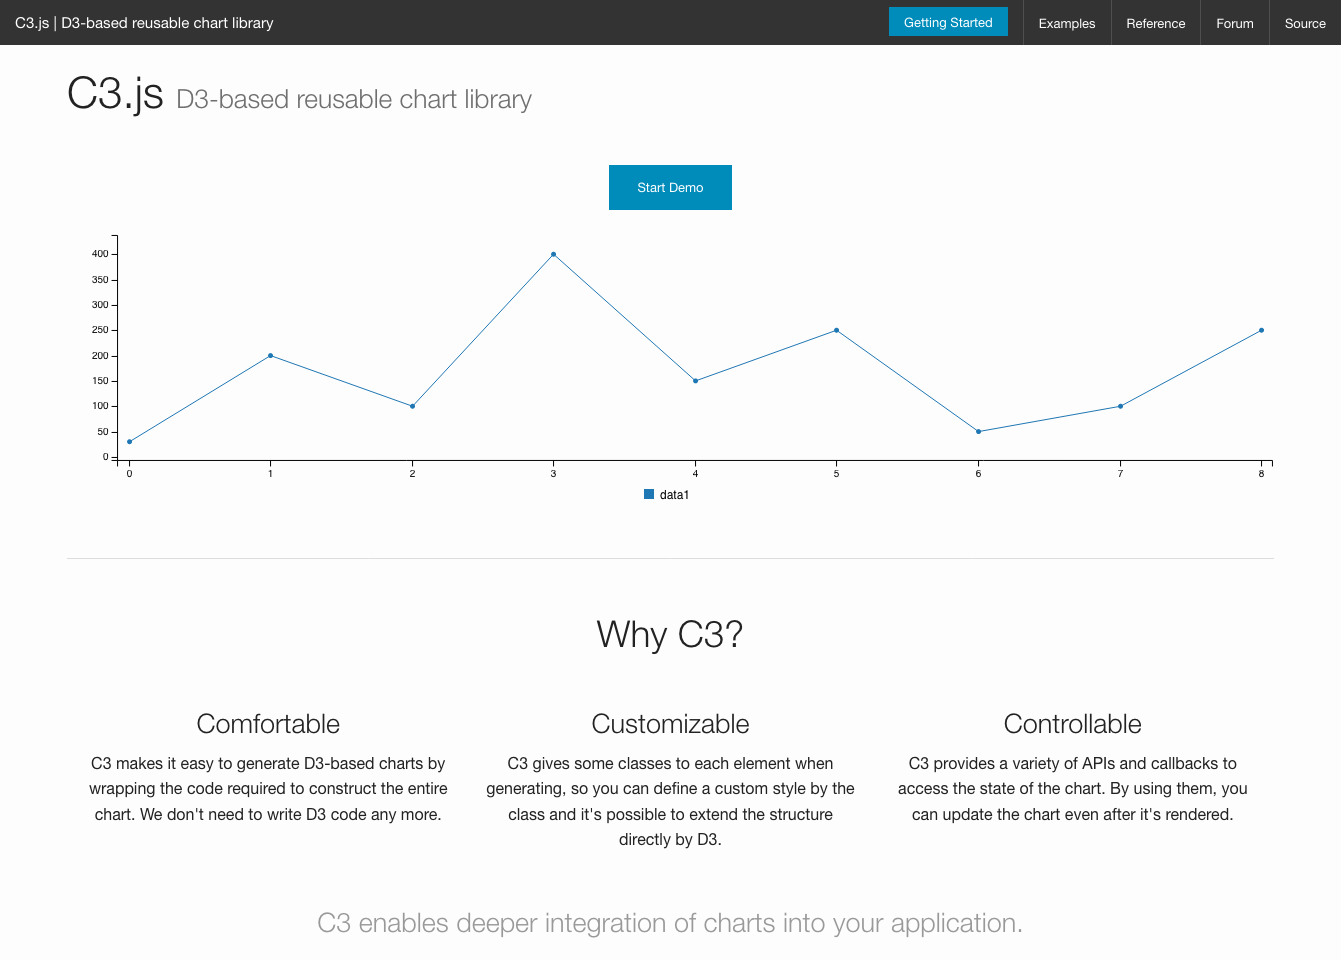 C3.js | D3-based reusable chart library
Getting Started
Examples
Reference
Forum
Source
C3.js D3-based reusable chart library
Start Demo
400
350
300
250
200
150
100
50
0
0 1 2 3 4 5 6 7 8
data1
Why C3?
Comfortable
C3 makes it easy to generate D3-based charts by
wrapping the code required to construct the entire
chart. We don't need to write D3 code any more.
Customizable
C3 gives some classes to each element when
generating, so you can define a custom style by the
class and it's possible to extend the structure
directly by D3.
Controllable
C3 provides a variety of APIs and callbacks to
access the state of the chart. By using them, you
can update the chart even after it's rendered.
C3 enables deeper integration of charts into your application.